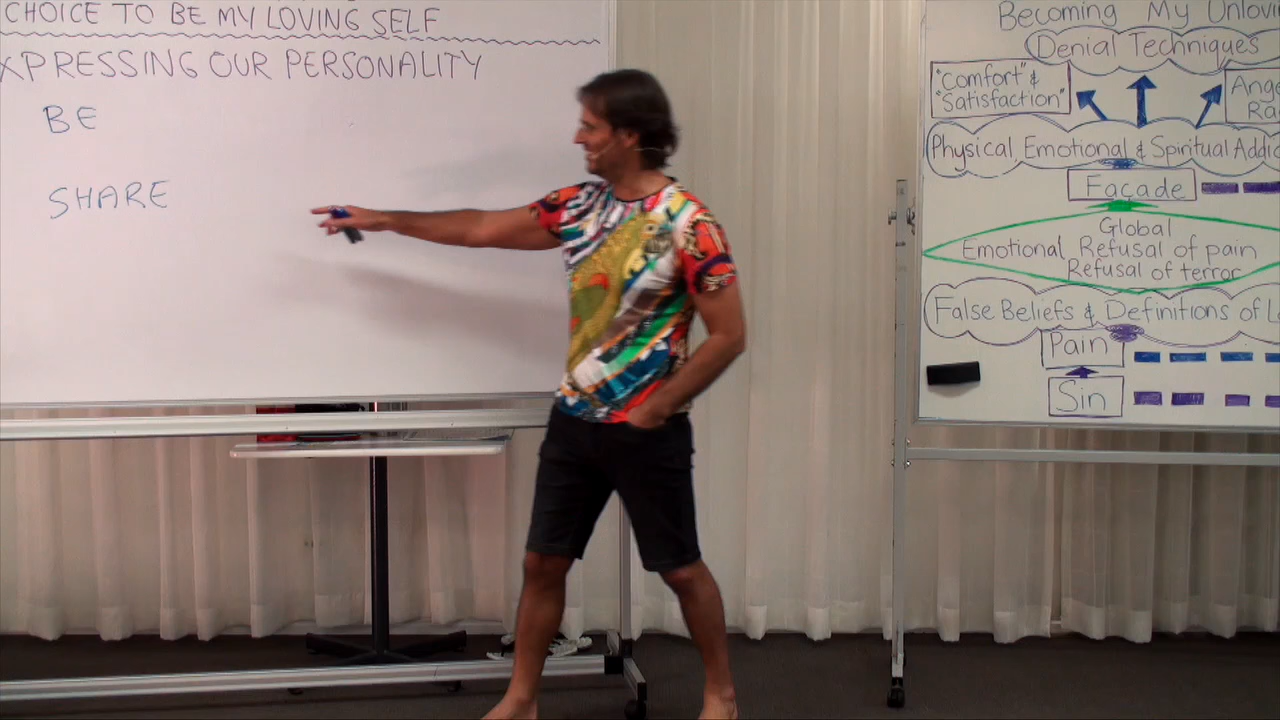 CHOICE TO BE MY LOVING SELF
XPRESSING OUR PERSONALITY
BE
SHARE
Becoming My Unlovi
Denial Techniques
"Comfort" &
"Satisfaction"
Ange
Ra
Physical, Emotional & Spiritual Addic
Façade
Global
Emotional Refusal of pain
Refusal of terror
False Beliefs & Definitions of L
Pain
Sin